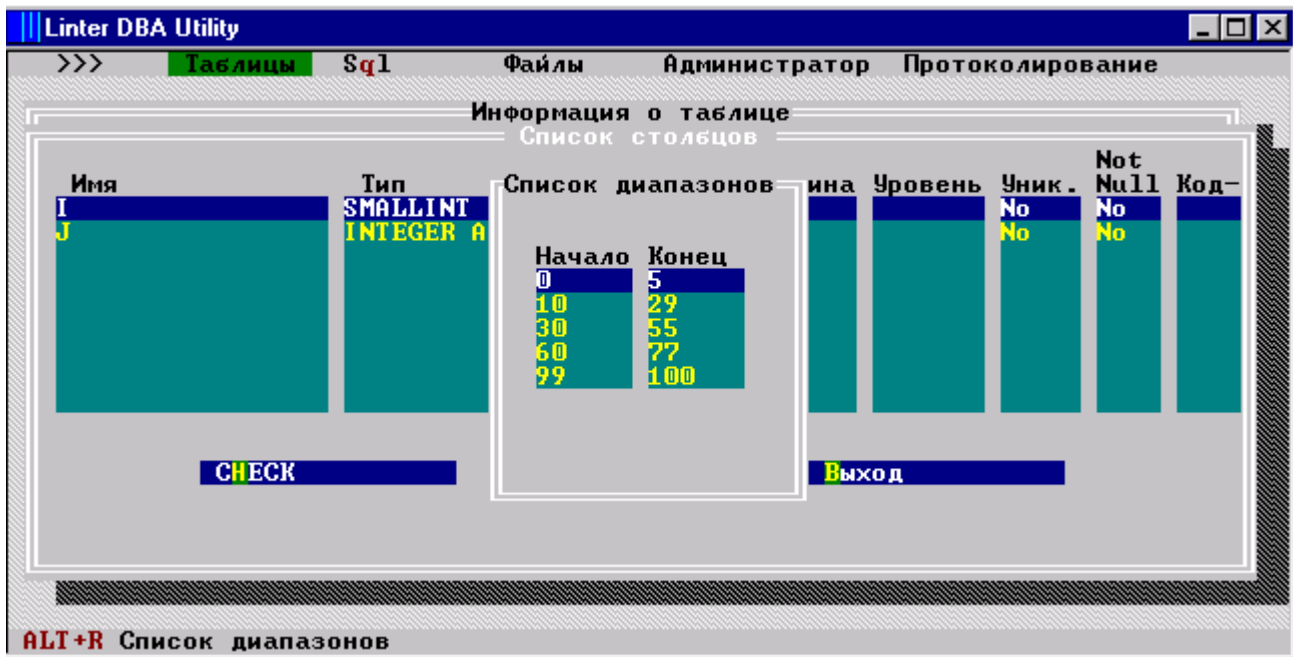 Linter DBA Utility
>>> Таблицы Sql Файлы Администратор Протоколирование
Информация о таблице
Список столбцов
Not
Имя Тип Список диапазонов ина Уровень Уник. Null Код-
I SMALLINT No No
J INTEGER A No No
Начало Конец
0 5
10 29
30 55
60 77
99 100
CHECK Выход
ALT+R Список диапазонов